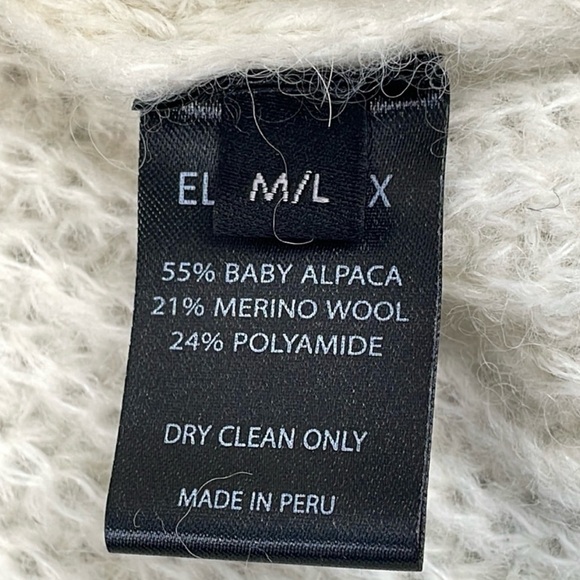 EL M/L X
55% BABY ALPACA
21% MERINO WOOL
24% POLYAMIDE
DRY CLEAN ONLY
MADE IN PERU